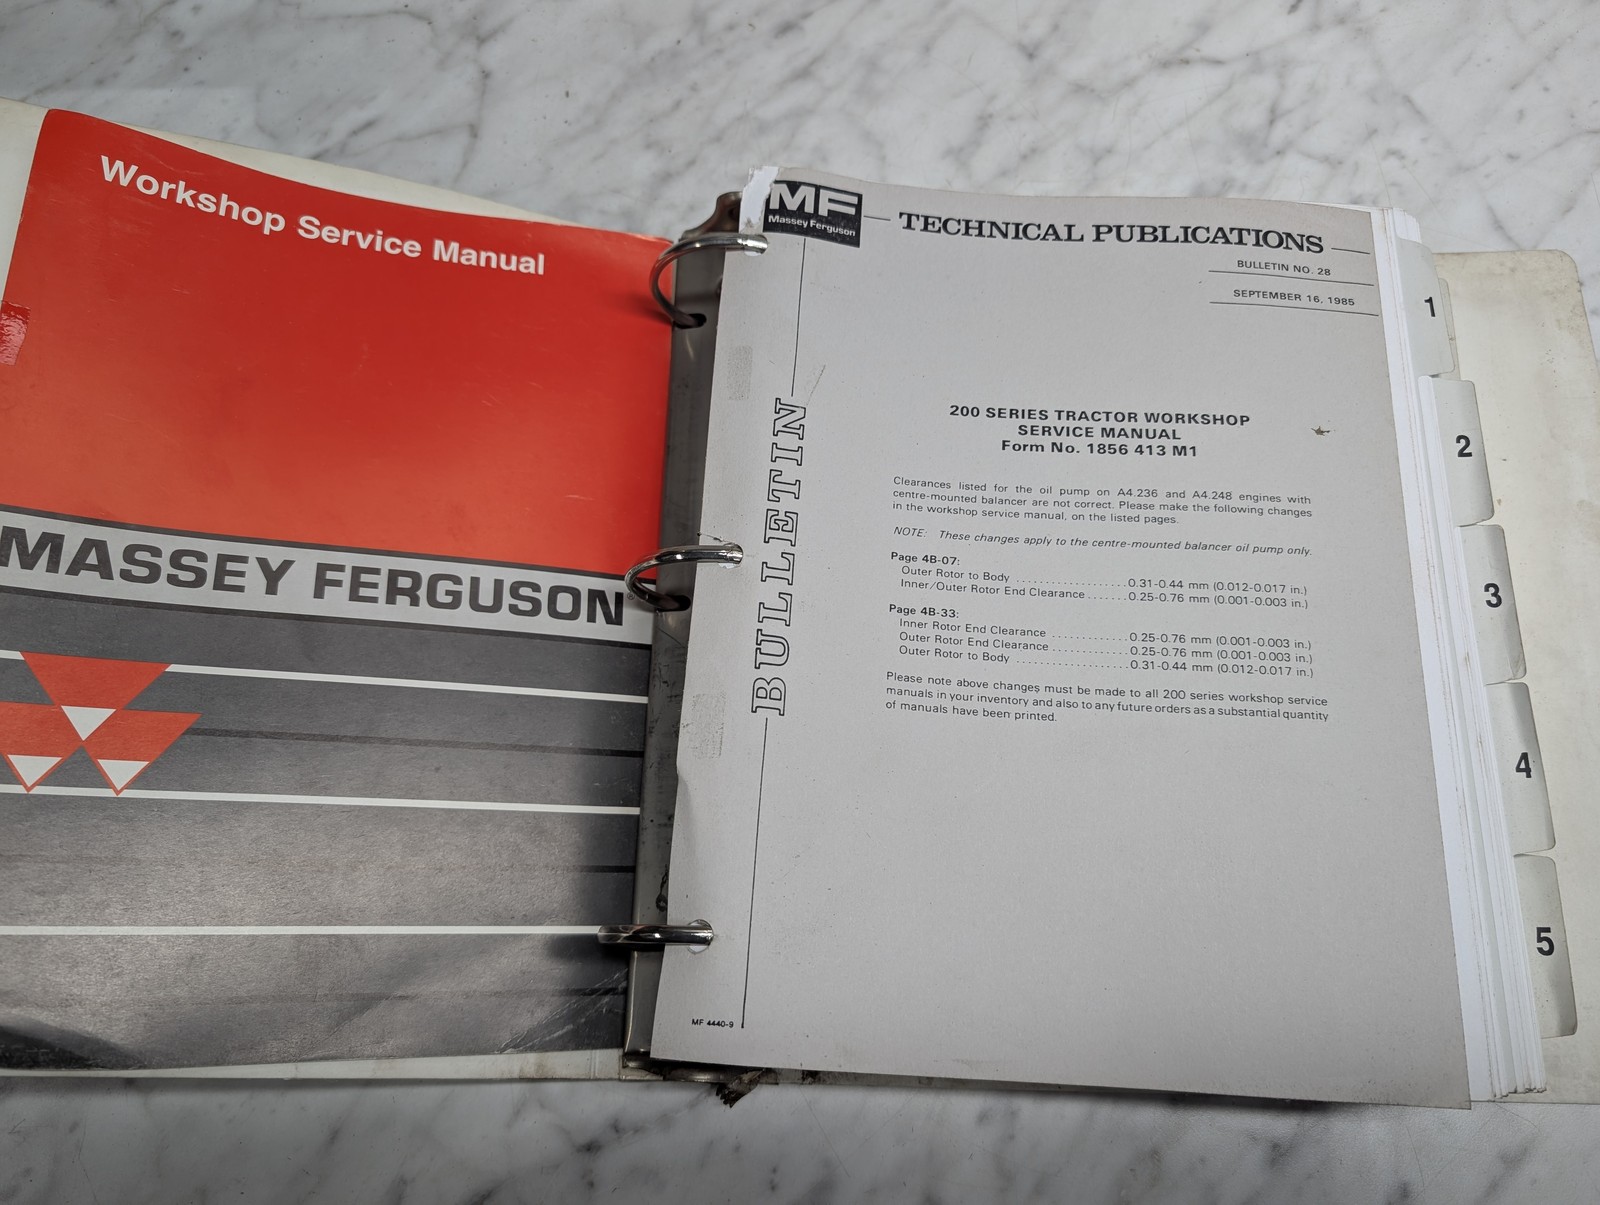 Workshop Service Manual
MASSEY FERGUSON®
MF
Massey Ferguson
TECHNICAL PUBLICATIONS
BULLETIN NO. 28
SEPTEMBER 16, 1985
BULLETIN
200 SERIES TRACTOR WORKSHOP
SERVICE MANUAL
Form No. 1856 413 M1
Clearances listed for the oil pump on A4.236 and A4.248 engines with
centre-mounted balancer are not correct. Please make the following changes
in the workshop service manual, on the listed pages.
NOTE: These changes apply to the centre-mounted balancer oil pump only.
Page 4B-07:
Outer Rotor to Body ...................0.31-0.44 mm (0.012-0.017 in.)
Inner/Outer Rotor End Clearance.......0.25-0.76 mm (0.001-0.003 in.)
Page 4B-33:
Inner Rotor End Clearance .............0.25-0.76 mm (0.001-0.003 in.)
Outer Rotor End Clearance .............0.25-0.76 mm (0.001-0.003 in.)
Outer Rotor to Body ...................0.31-0.44 mm (0.012-0.017 in.)
Please note above changes must be made to all 200 series workshop service
manuals in your inventory and also to any future orders as a substantial quantity
of manuals have been printed.
MF 4440-9
1
2
3
4
5